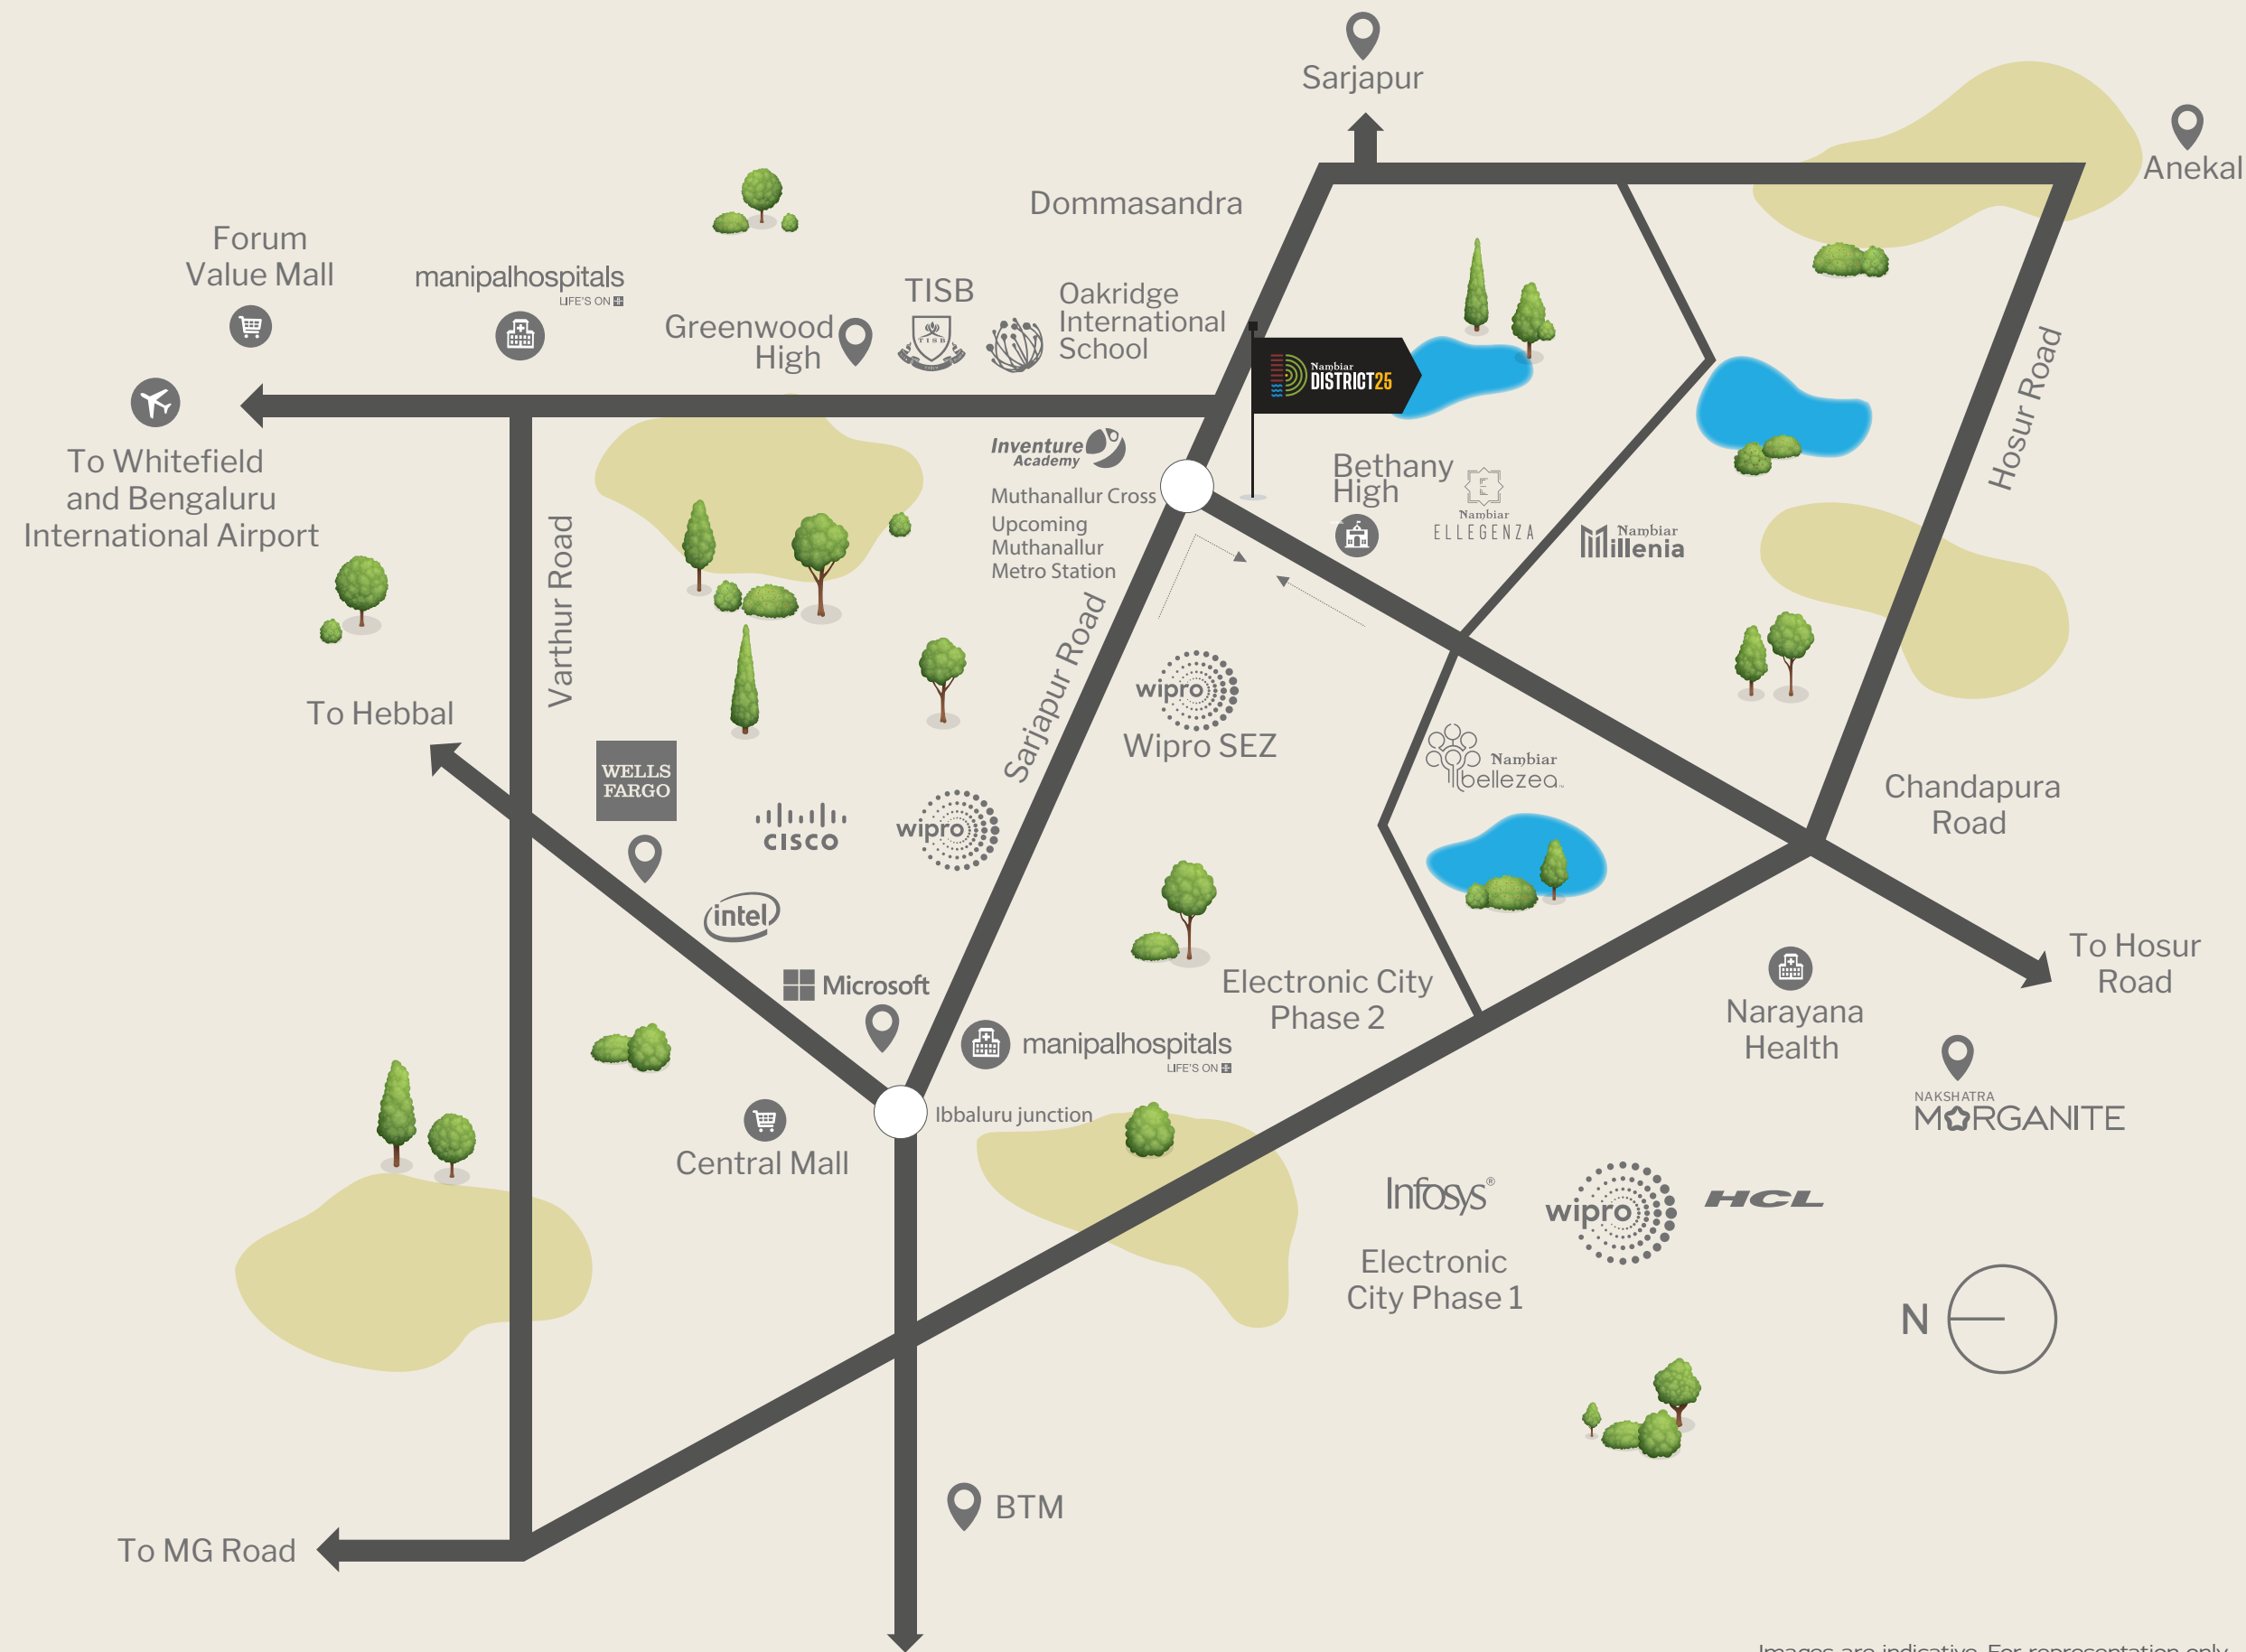 Sarjapur
Anekal
Dommasandra
Forum
Value Mall
manipalhospitals
LIFE'S ON
Greenwood
High
TISB
TISB
Oakridge
International
School
Nambiar
DISTRICT25
Hosur Road
To Whitefield
and Bengaluru
International Airport
Varthur Road
Inventure
Academy
Muthanallur Cross
Upcoming
Muthanallur
Metro Station
Bethany
High
E
Nambiar
ELLEGENZA
Nambiar
Millenia
Sarjapur Road
wipro
Wipro SEZ
To Hebbal
WELLS
FARGO
CISCO
wipro
intel
Microsoft
Nambiar
bellezea
Chandapura
Road
To Hosur
Road
Electronic City
Phase 2
Narayana
Health
manipalhospitals
LIFE'S ON
Ibbaluru junction
Central Mall
NAKSHATRA
MORGANITE
Infosys®
wipro
HCL
Electronic
City Phase 1
N
BTM
To MG Road
Images are indicative. For representation only